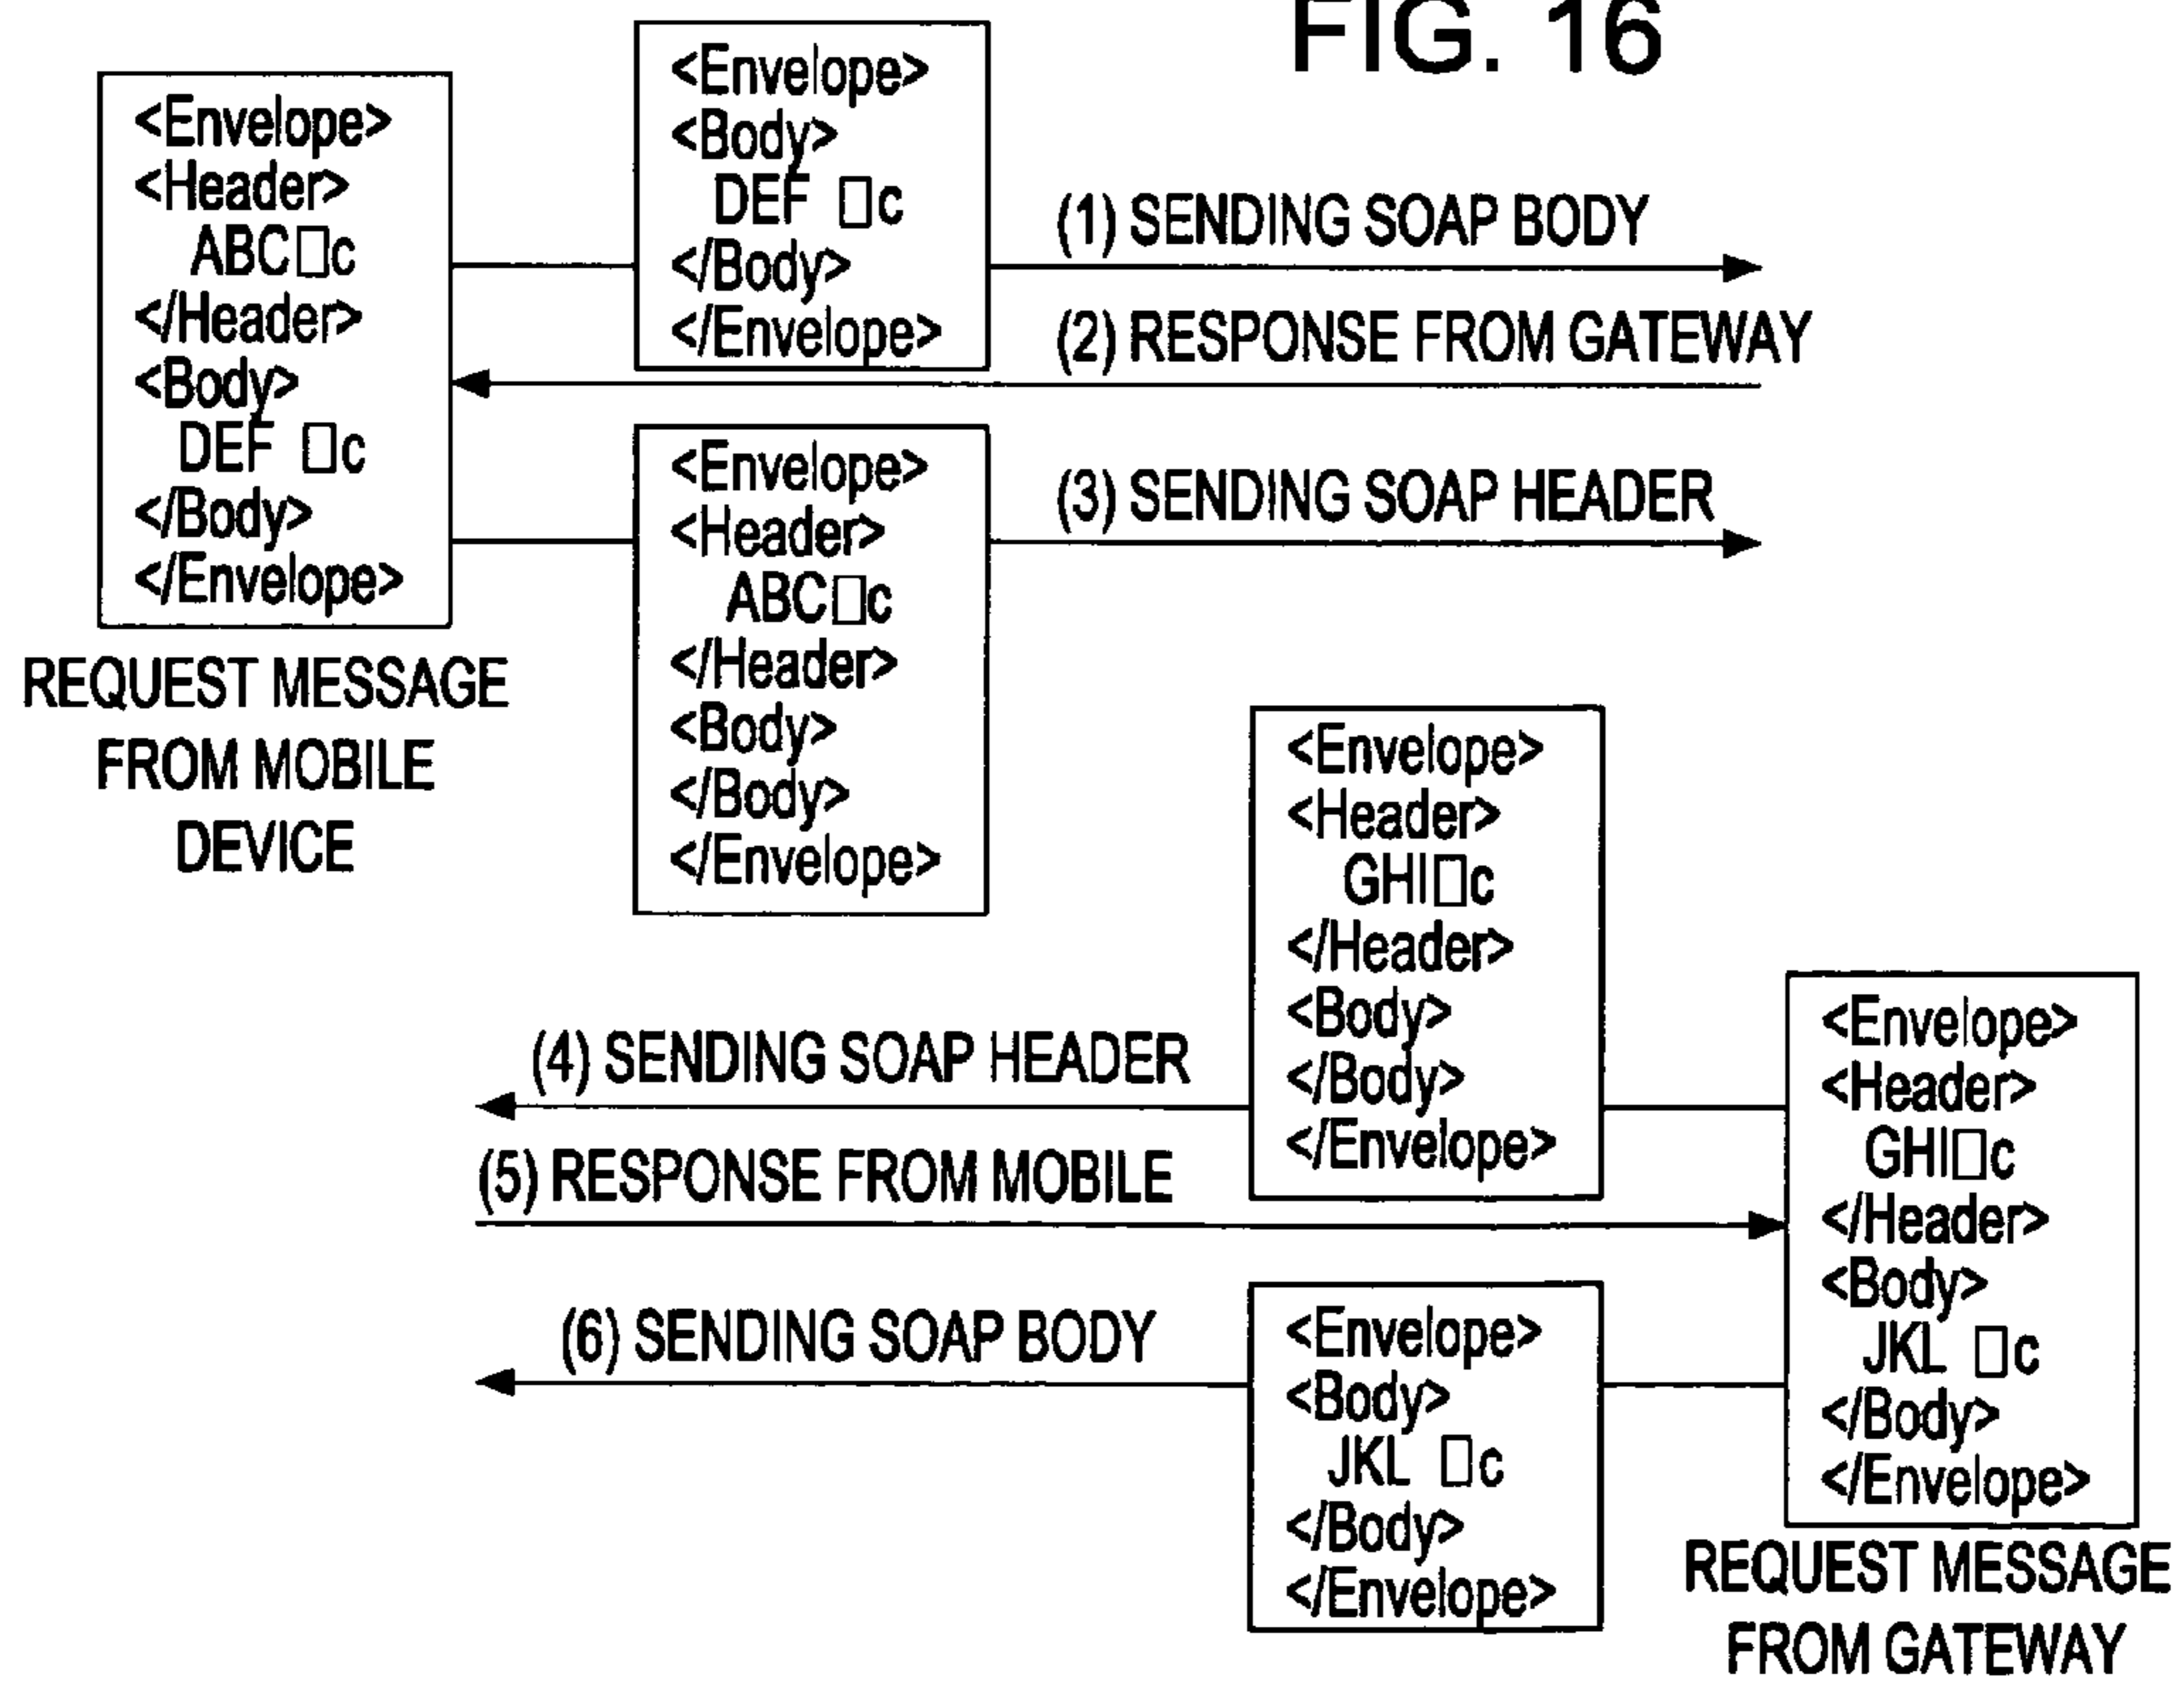 FIG. 16
<Envelope>
<Header>
ABC□c
</Header>
<Body>
DEF □c
</Body>
</Envelope>
REQUEST MESSAGE
FROM MOBILE
DEVICE
<Envelope>
<Body>
DEF □c
</Body>
</Envelope>
(1) SENDING SOAP BODY
(2) RESPONSE FROM GATEWAY
<Envelope>
<Header>
ABC□c
</Header>
<Body>
</Body>
</Envelope>
(3) SENDING SOAP HEADER
<Envelope>
<Header>
GHI□c
</Header>
<Body>
</Body>
</Envelope>
(4) SENDING SOAP HEADER
(5) RESPONSE FROM MOBILE
(6) SENDING SOAP BODY
<Envelope>
<Body>
JKL □c
</Body>
</Envelope>
<Envelope>
<Header>
GHI□c
</Header>
<Body>
JKL □c
</Body>
</Envelope>
REQUEST MESSAGE
FROM GATEWAY